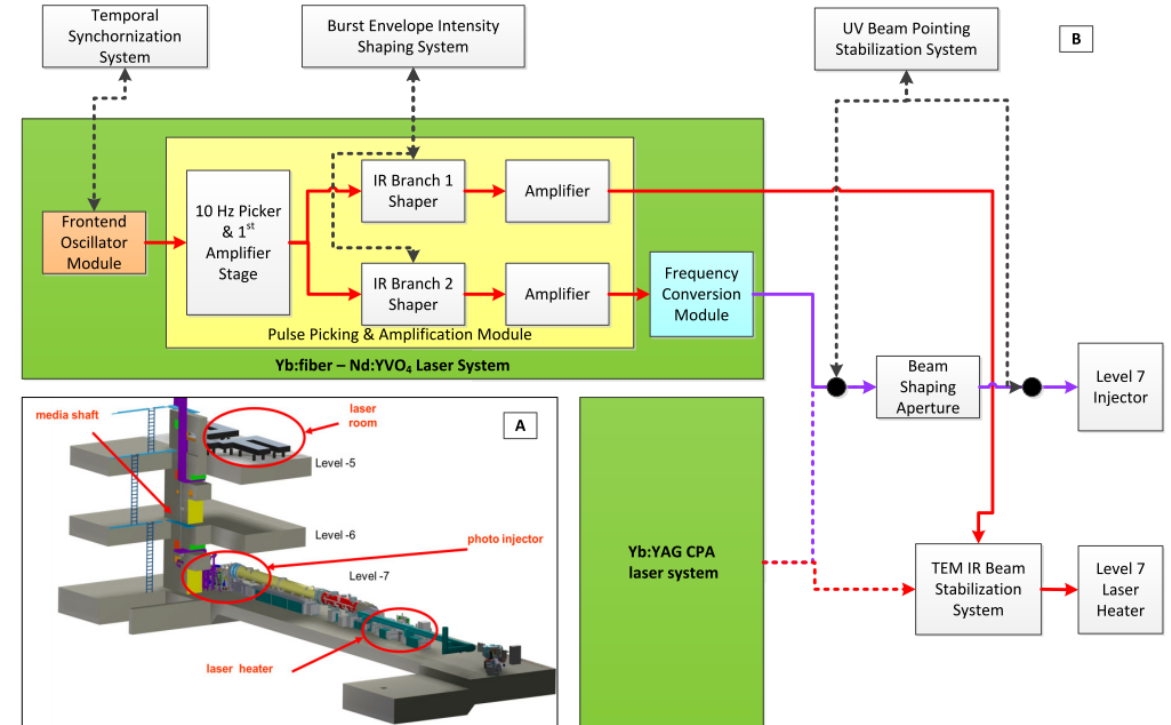 Temporal
Synchornization
System
Burst Envelope Intensity
Shaping System
UV Beam Pointing
Stabilization System
B
Frontend
Oscillator
Module
10 Hz Picker
& 1st
Amplifier
Stage
IR Branch 1
Shaper
Amplifier
IR Branch 2
Shaper
Amplifier
Frequency
Conversion
Module
Pulse Picking & Amplification Module
Yb:fiber – Nd:YVO4 Laser System
Beam
Shaping
Aperture
Level 7
Injector
media shaft
laser
room
A
Level -5
Level -6
photo injector
Level -7
laser heater
Yb:YAG CPA
laser system
TEM IR Beam
Stabilization
System
Level 7
Laser
Heater